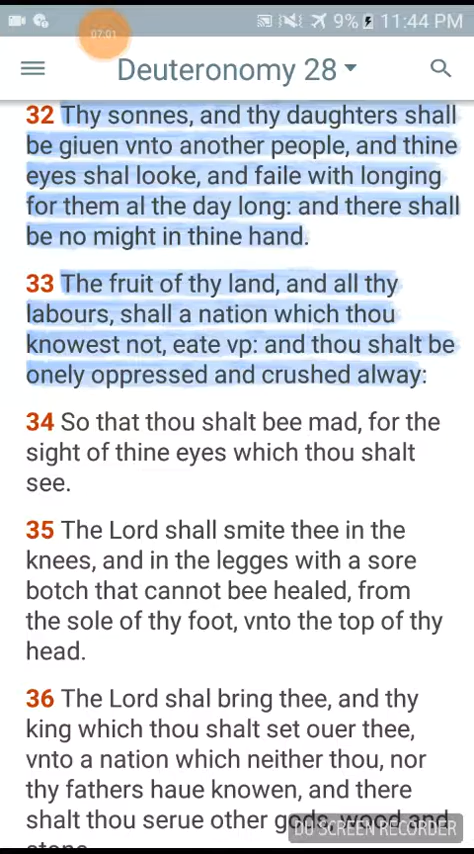 07:01
9% 11:44 PM
Deuteronomy 28
32 Thy sonnes, and thy daughters shall
be giuen vnto another people, and thine
eyes shal looke, and faile with longing
for them al the day long: and there shall
be no might in thine hand.
33 The fruit of thy land, and all thy
labours, shall a nation which thou
knowest not, eate vp: and thou shalt be
onely oppressed and crushed alway:
34 So that thou shalt bee mad, for the
sight of thine eyes which thou shalt
see.
35 The Lord shall smite thee in the
knees, and in the legges with a sore
botch that cannot bee healed, from
the sole of thy foot, vnto the top of thy
head.
36 The Lord shal bring thee, and thy
king which thou shalt set ouer thee,
vnto a nation which neither thou, nor
thy fathers haue knowen, and there
shalt thou serue other gods, wood and
DU SCREEN RECORDER